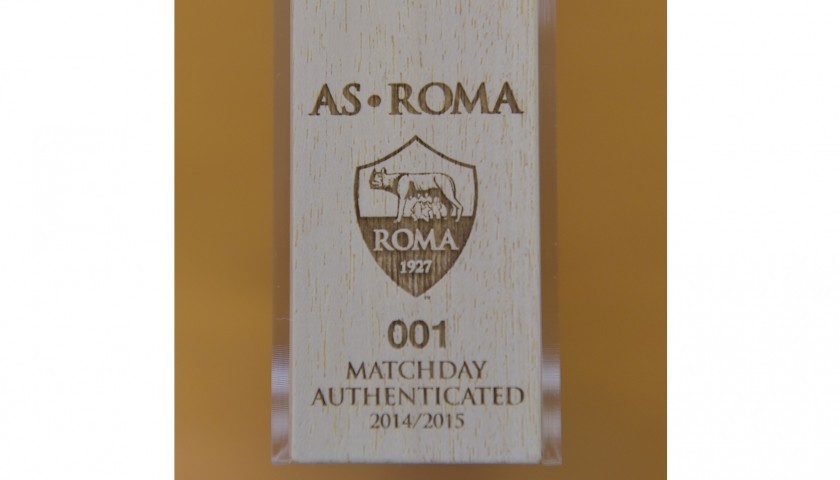 AS•ROMA
ROMA
1927
001
MATCHDAY
AUTHENTICATED
2014/2015